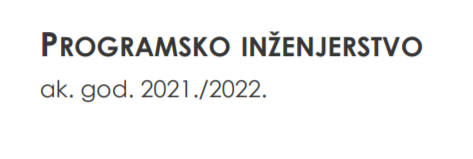 PROGRAMSKO INŽENJERSTVO
ak. god. 2021./2022.